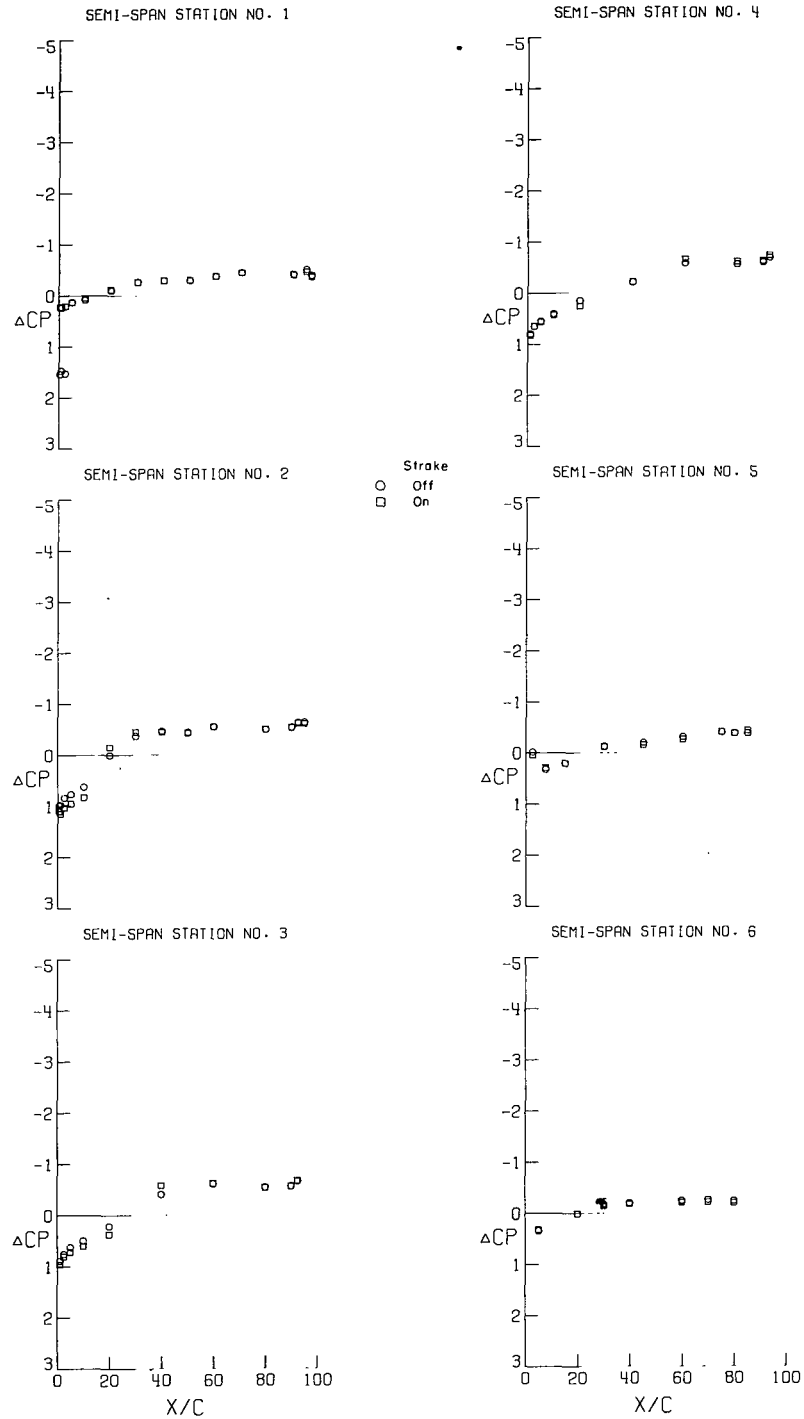 SEMI-SPAN STATION NO. 1
-5
-4
-3
-2
-1
0
ΔCP
1
2
3
SEMI-SPAN STATION NO. 4
-5
-4
-3
-2
-1
0
ΔCP
1
2
3
Strake
Off
On
SEMI-SPAN STATION NO. 2
-5
-4
-3
-2
-1
0
ΔCP
1
2
3
SEMI-SPAN STATION NO. 5
-5
-4
-3
-2
-1
0
ΔCP
1
2
3
SEMI-SPAN STATION NO. 3
-5
-4
-3
-2
-1
0
ΔCP
1
2
3
0 20 40 60 80 100
X/C
SEMI-SPAN STATION NO. 6
-5
-4
-3
-2
-1
0
ΔCP
1
2
3
0 20 40 60 80 100
X/C